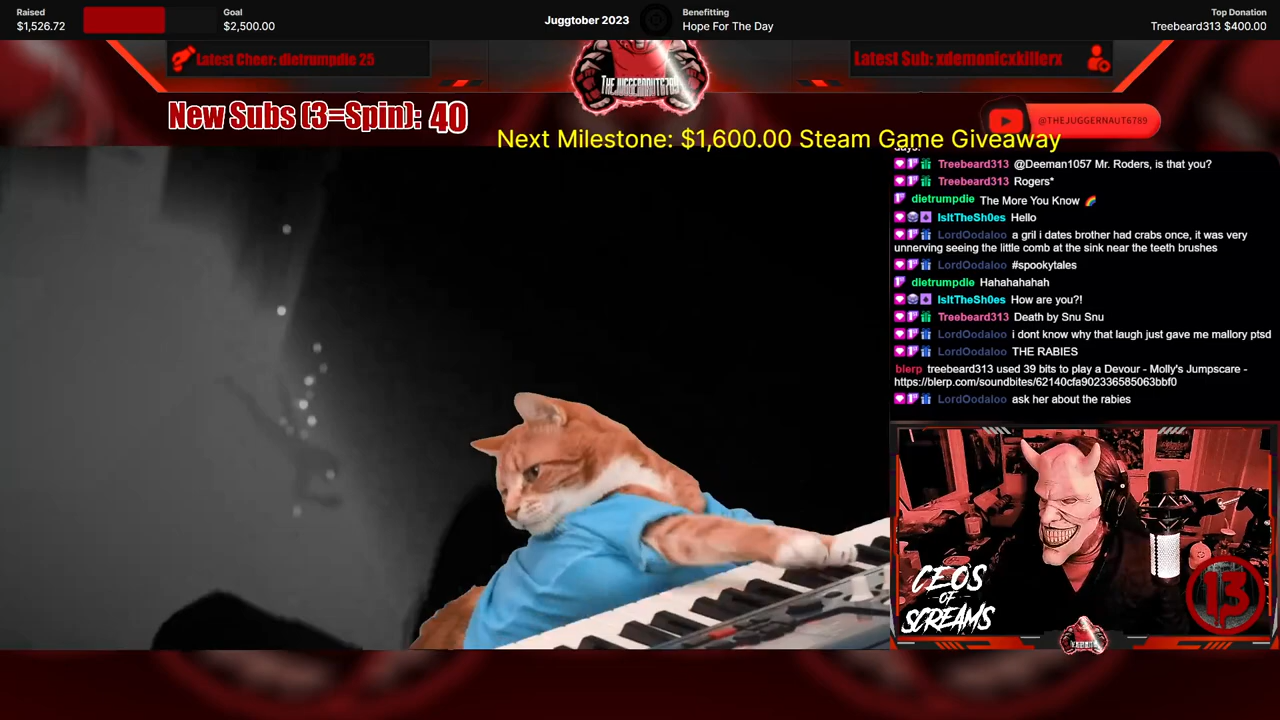 Raised
$1,526.72
Goal
$2,500.00
Juggtober 2023
Benefitting
Hope For The Day
Top Donation
Treebeard313 $400.00
Latest Cheer: dietrumpdie 25
THEJUGGERNAUT6789
Latest Sub: xdemonicxkillerx
New Subs (3=Spin): 40
@THEJUGGERNAUT6789
Next Milestone: $1,600.00 Steam Game Giveaway
days.
Treebeard313 @Deeman1057 Mr. Roders, is that you?
Treebeard313 Rogers*
dietrumpdie The More You Know 🌈
IsItTheSh0es Hello
LordOodaloo a gril i dates brother had crabs once, it was very
unnerving seeing the little comb at the sink near the teeth brushes
LordOodaloo #spookytales
dietrumpdie Hahahahahah
IsItTheSh0es How are you?!
Treebeard313 Death by Snu Snu
LordOodaloo i dont know why that laugh just gave me mallory ptsd
LordOodaloo THE RABIES
blerp treebeard313 used 39 bits to play a Devour - Molly's Jumpscare -
https://blerp.com/soundbites/62140cfa902336585063bbf0
LordOodaloo ask her about the rabies
CEOS
OF
SCREAMS
13